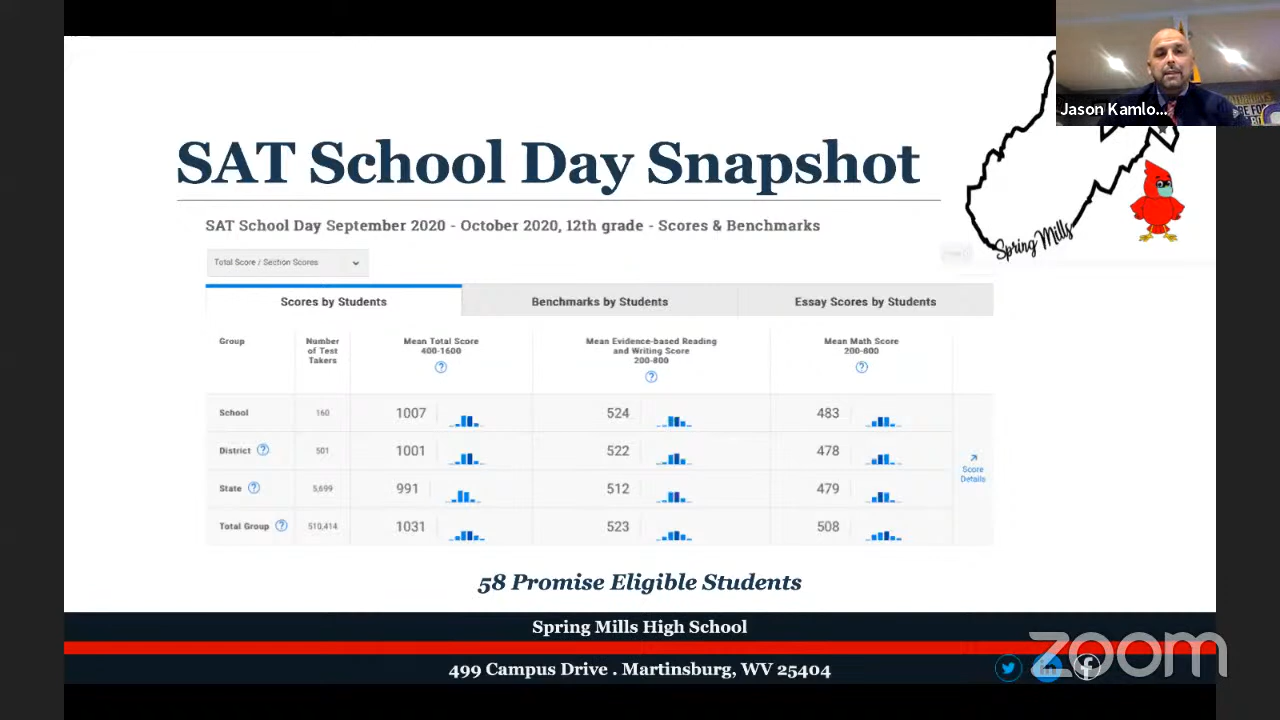 Jason Kamlo...
SAT School Day Snapshot
Spring Mills
SAT School Day September 2020 - October 2020, 12th grade - Scores & Benchmarks
Total Score / Section Scores
Scores by Students Benchmarks by Students Essay Scores by Students
Group Number of Test Takers Mean Total Score 400-1600 Mean Evidence-based Reading and Writing Score 200-800 Mean Math Score 200-800
? ? ?
School 160 1007 524 483
District ? 501 1001 522 478
Score Details
State ? 5,699 991 512 479
Total Group ? 510,414 1031 523 508
58 Promise Eligible Students
Spring Mills High School
499 Campus Drive . Martinsburg, WV 25404
zoom